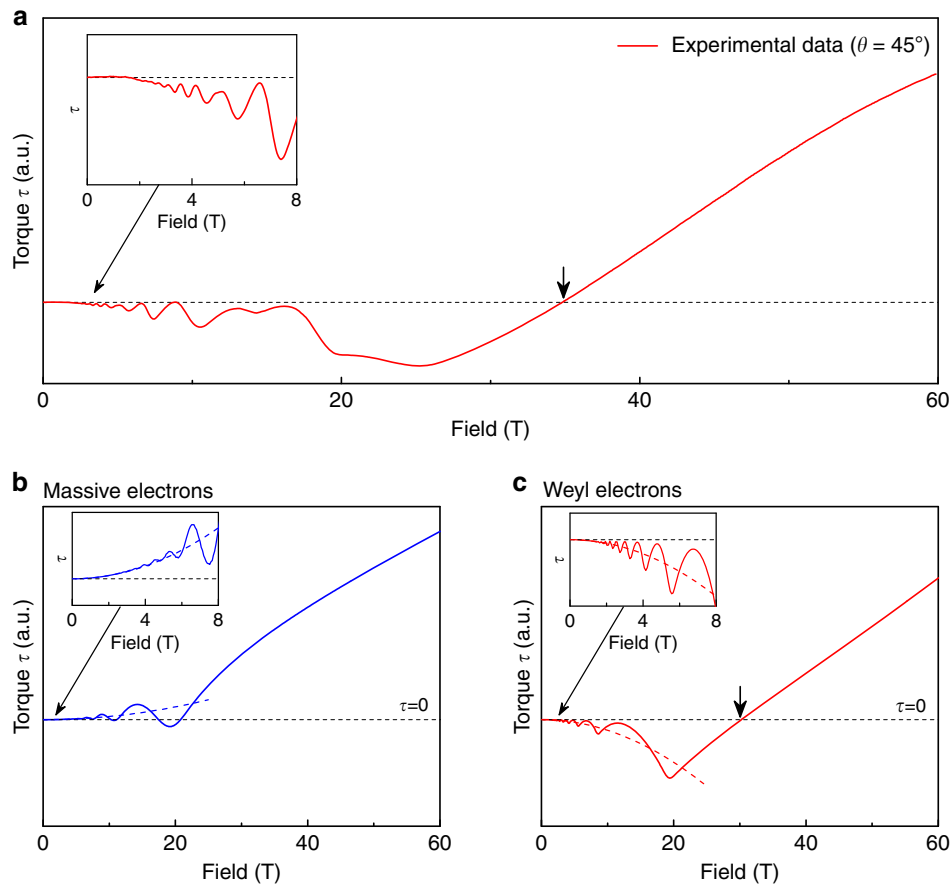 a
Experimental data (θ = 45°)
τ
0
4
8
Field (T)
Torque τ (a.u.)
0
20
40
60
Field (T)
b
Massive electrons
τ
0
4
8
Field (T)
Torque τ (a.u.)
τ=0
0
20
40
60
Field (T)
c
Weyl electrons
τ
0
4
8
Field (T)
Torque τ (a.u.)
τ=0
0
20
40
60
Field (T)